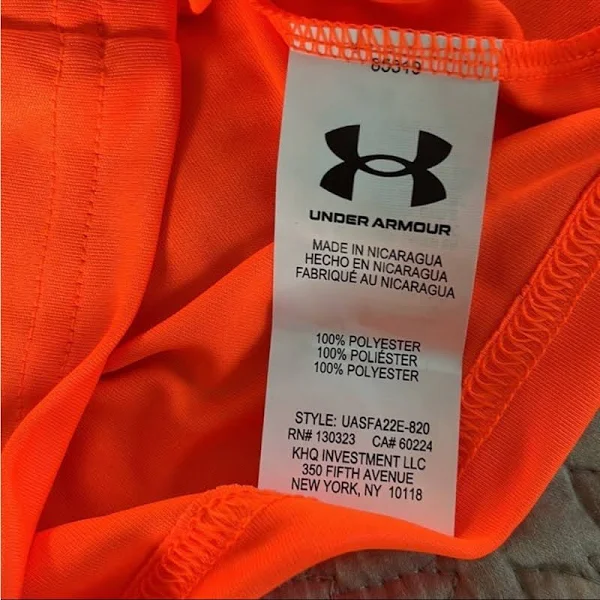 85319
UNDER ARMOUR
MADE IN NICARAGUA
HECHO EN NICARAGUA
FABRIQUÉ AU NICARAGUA
100% POLYESTER
100% POLIÉSTER
100% POLYESTER
STYLE: UASFA22E-820
RN# 130323 CA# 60224
KHQ INVESTMENT LLC
350 FIFTH AVENUE
NEW YORK, NY 10118